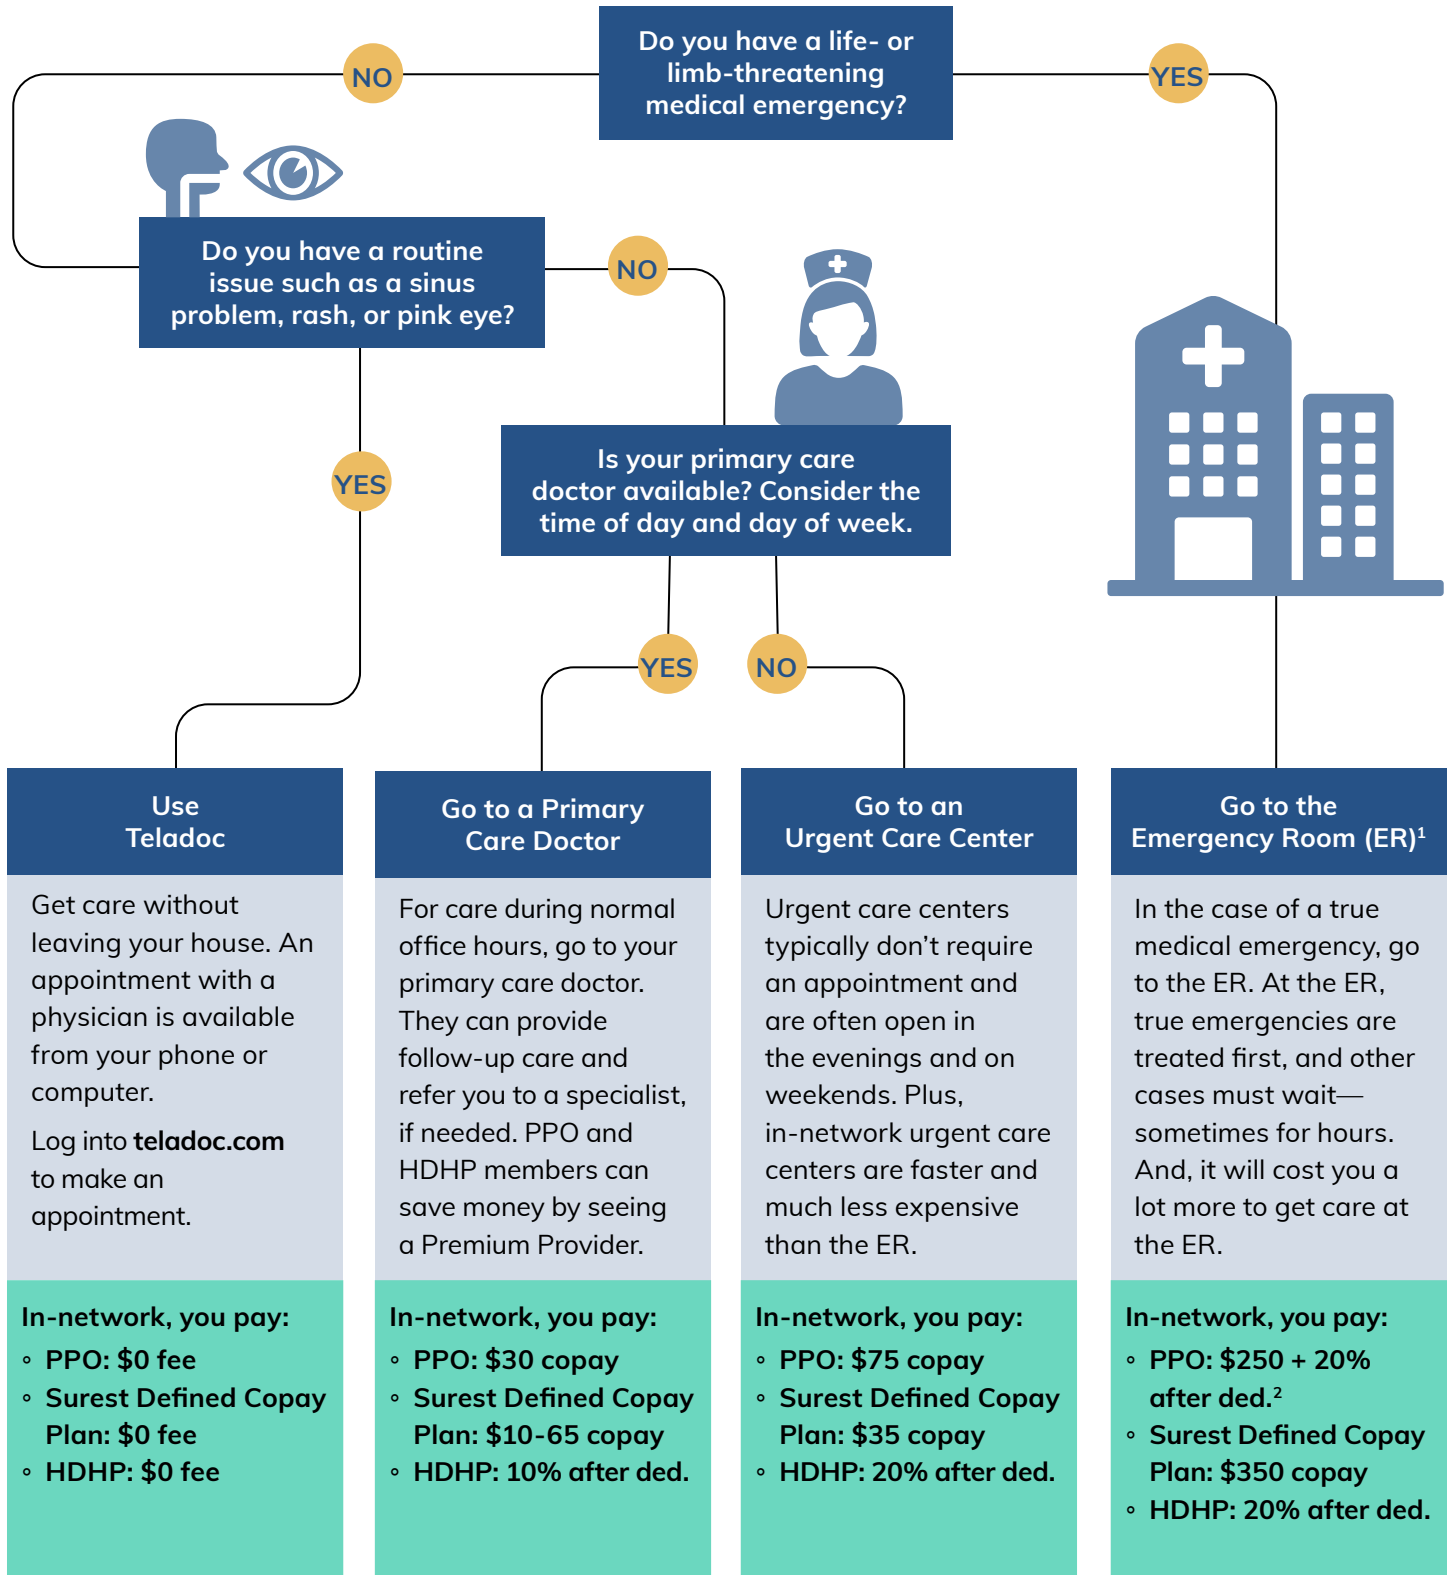 Do you have a life- or
limb-threatening
medical emergency?
NO
YES
Do you have a routine
issue such as a sinus
problem, rash, or pink eye?
NO
YES
Is your primary care
doctor available? Consider the
time of day and day of week.
YES
NO
Use
Teladoc
Get care without
leaving your house. An
appointment with a
physician is available
from your phone or
computer.
Log into teladoc.com
to make an
appointment.
In-network, you pay:
◦ PPO: $0 fee
◦ Surest Defined Copay
Plan: $0 fee
◦ HDHP: $0 fee
Go to a Primary
Care Doctor
For care during normal
office hours, go to your
primary care doctor.
They can provide
follow-up care and
refer you to a specialist,
if needed. PPO and
HDHP members can
save money by seeing
a Premium Provider.
In-network, you pay:
◦ PPO: $30 copay
◦ Surest Defined Copay
Plan: $10-65 copay
◦ HDHP: 10% after ded.
Go to an
Urgent Care Center
Urgent care centers
typically don’t require
an appointment and
are often open in
the evenings and on
weekends. Plus,
in-network urgent care
centers are faster and
much less expensive
than the ER.
In-network, you pay:
◦ PPO: $75 copay
◦ Surest Defined Copay
Plan: $35 copay
◦ HDHP: 20% after ded.
Go to the
Emergency Room (ER)¹
In the case of a true
medical emergency, go
to the ER. At the ER,
true emergencies are
treated first, and other
cases must wait—
sometimes for hours.
And, it will cost you a
lot more to get care at
the ER.
In-network, you pay:
◦ PPO: $250 + 20%
after ded.²
◦ Surest Defined Copay
Plan: $350 copay
◦ HDHP: 20% after ded.